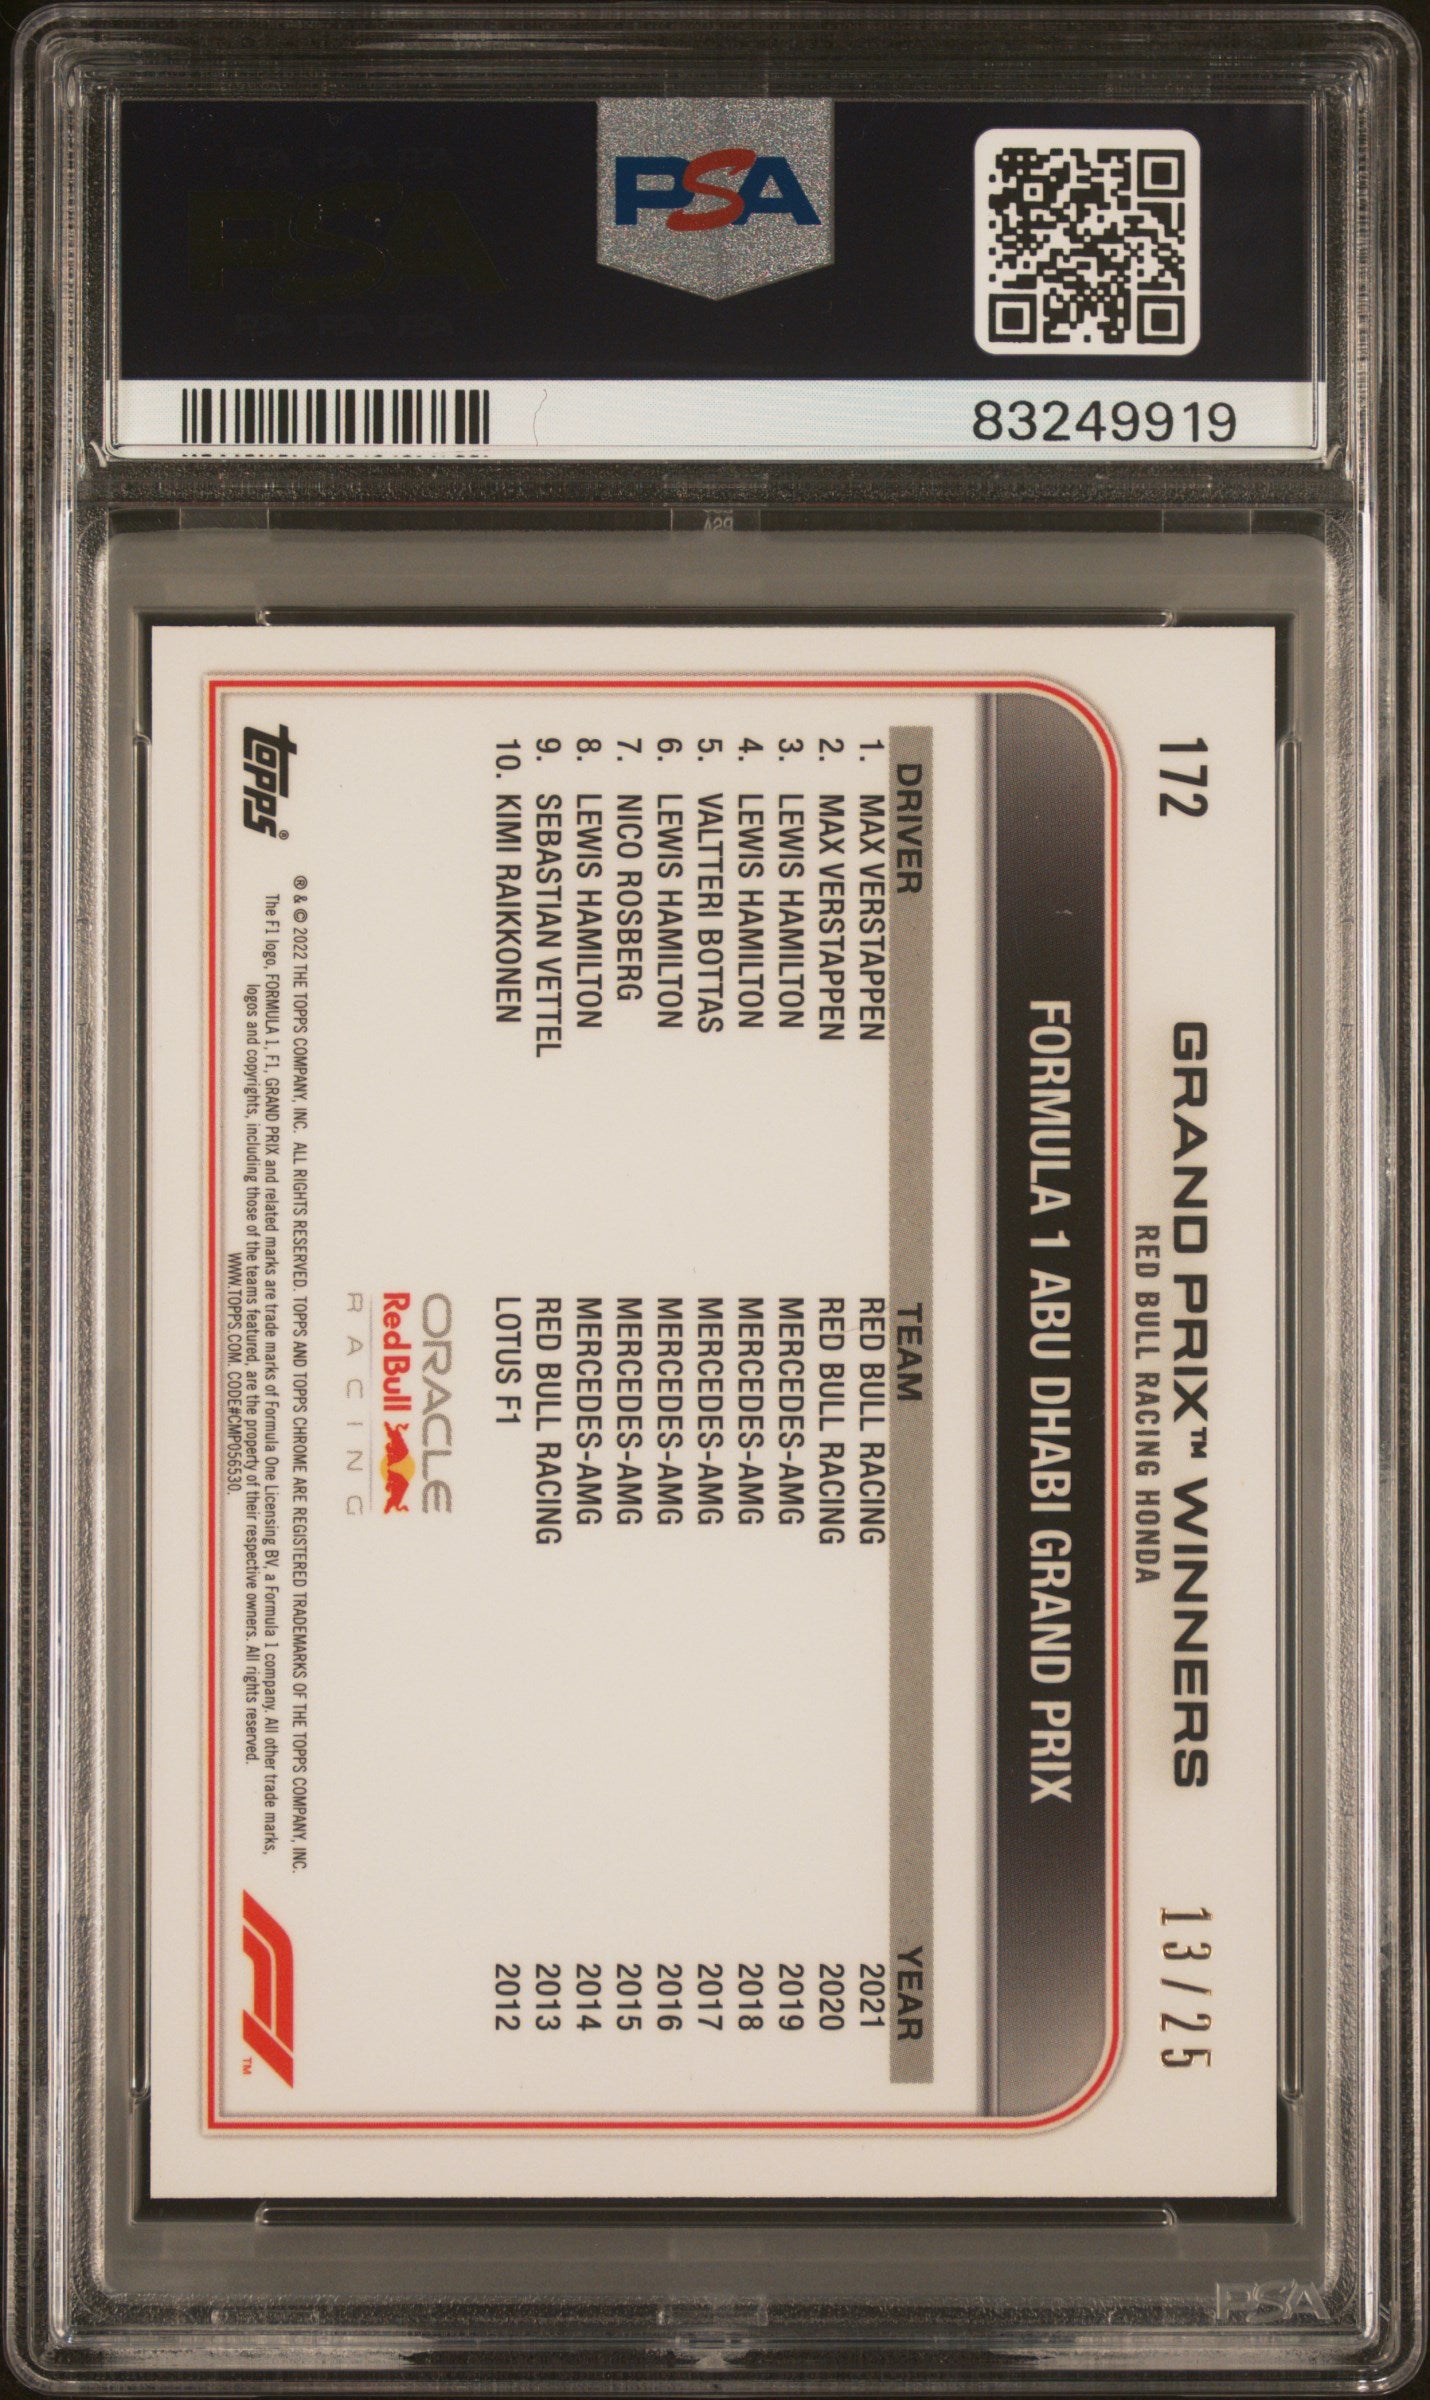 PSA
83249919
172
GRAND PRIX™ WINNERS
13/25
RED BULL RACING HONDA
FORMULA 1 ABU DHABI GRAND PRIX
DRIVER TEAM YEAR
1. MAX VERSTAPPEN RED BULL RACING 2021
2. MAX VERSTAPPEN RED BULL RACING 2020
3. LEWIS HAMILTON MERCEDES-AMG 2019
4. LEWIS HAMILTON MERCEDES-AMG 2018
5. VALTTERI BOTTAS MERCEDES-AMG 2017
6. LEWIS HAMILTON MERCEDES-AMG 2016
7. NICO ROSBERG MERCEDES-AMG 2015
8. LEWIS HAMILTON MERCEDES-AMG 2014
9. SEBASTIAN VETTEL RED BULL RACING 2013
10. KIMI RAIKKONEN LOTUS F1 2012
ORACLE
Red Bull
RACING
topps®
® & © 2022 THE TOPPS COMPANY, INC. ALL RIGHTS RESERVED. TOPPS AND TOPPS CHROME ARE REGISTERED TRADEMARKS OF THE TOPPS COMPANY, INC.
The F1 logo, FORMULA 1, F1, GRAND PRIX and related marks are trade marks of Formula One Licensing BV, a Formula 1 company. All other trade marks,
logos and copyrights, including those of the teams featured, are the property of their respective owners. All rights reserved.
WWW.TOPPS.COM. CODE#CMP056530.
F1™
PSA